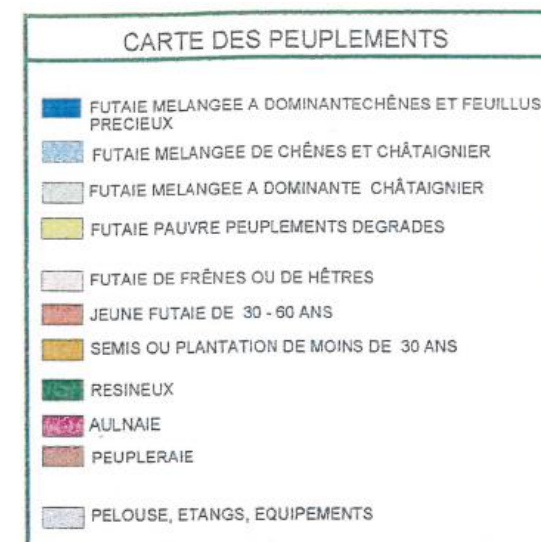 CARTE DES PEUPLEMENTS
FUTAIE MELANGEE A DOMINANTECHÊNES ET FEUILLUS
PRECIEUX
FUTAIE MELANGEE DE CHÊNES ET CHÂTAIGNIER
FUTAIE MELANGEE A DOMINANTE CHÂTAIGNIER
FUTAIE PAUVRE PEUPLEMENTS DEGRADES
FUTAIE DE FRÊNES OU DE HÊTRES
JEUNE FUTAIE DE 30 - 60 ANS
SEMIS OU PLANTATION DE MOINS DE 30 ANS
RESINEUX
AULNAIE
PEUPLERAIE
PELOUSE, ETANGS, EQUIPEMENTS